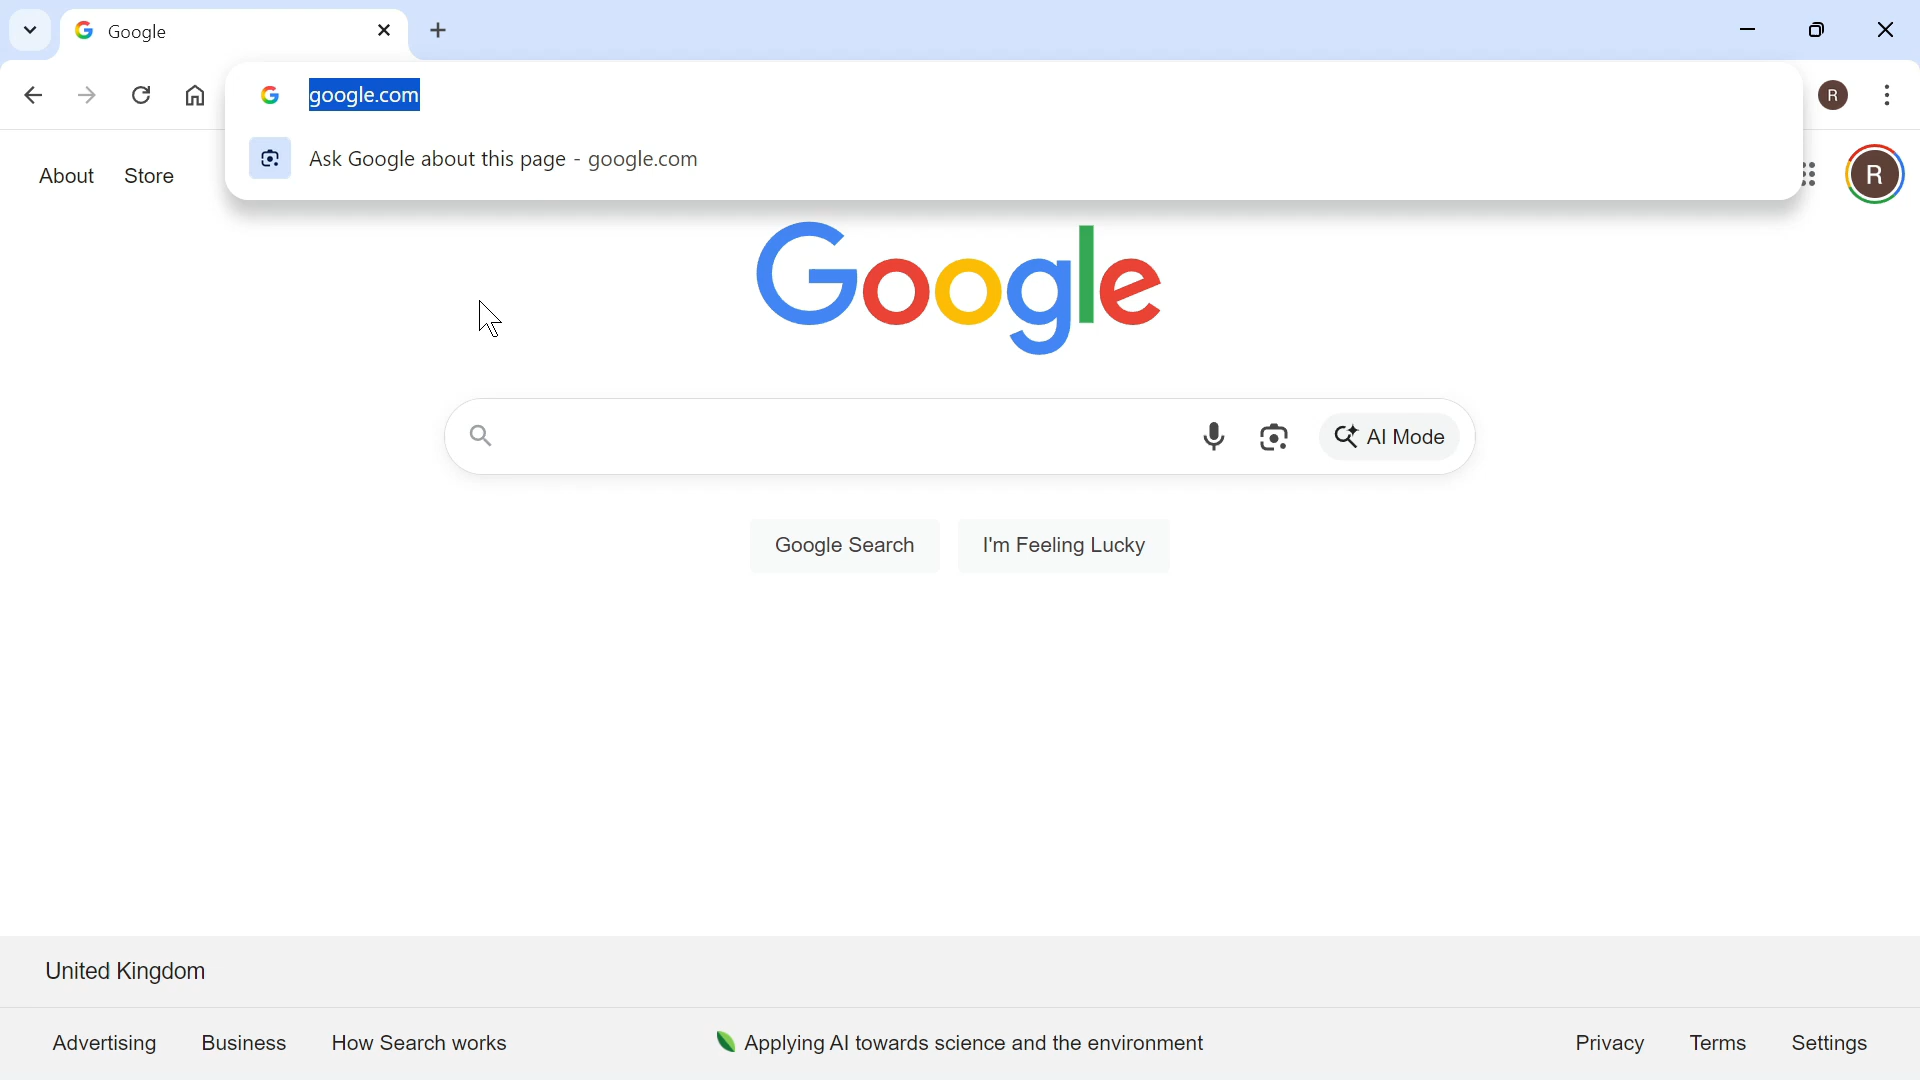 Google
google.com
R
Ask Google about this page - google.com
About Store
R
Google
AI Mode
Google Search I'm Feeling Lucky
United Kingdom
Advertising Business How Search works Applying AI towards science and the environment Privacy Terms Settings